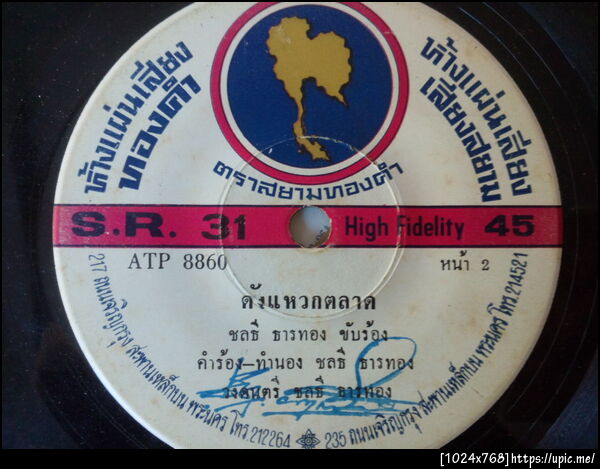 ห้างแผ่นเสียง
ทองคำ
ห้างแผ่นเสียง
เสียงสยาม
ตราสยามทองคำ
S.R. 31 High Fidelity 45
ATP 8860 หน้า 2
ดังแหวกตลาด
ชลธี ธารทอง ขับร้อง
คำร้อง-ทำนอง ชลธี ธารทอง
วงดนตรี ชลธี ธารทอง
217 ถนนเจริญกรุง สะพานเหล็กบน พระนคร โทร. 212264
235 ถนนเจริญกรุง สะพานเหล็กบน พระนคร โทร. 214521
[1024x768]https://upic.me/